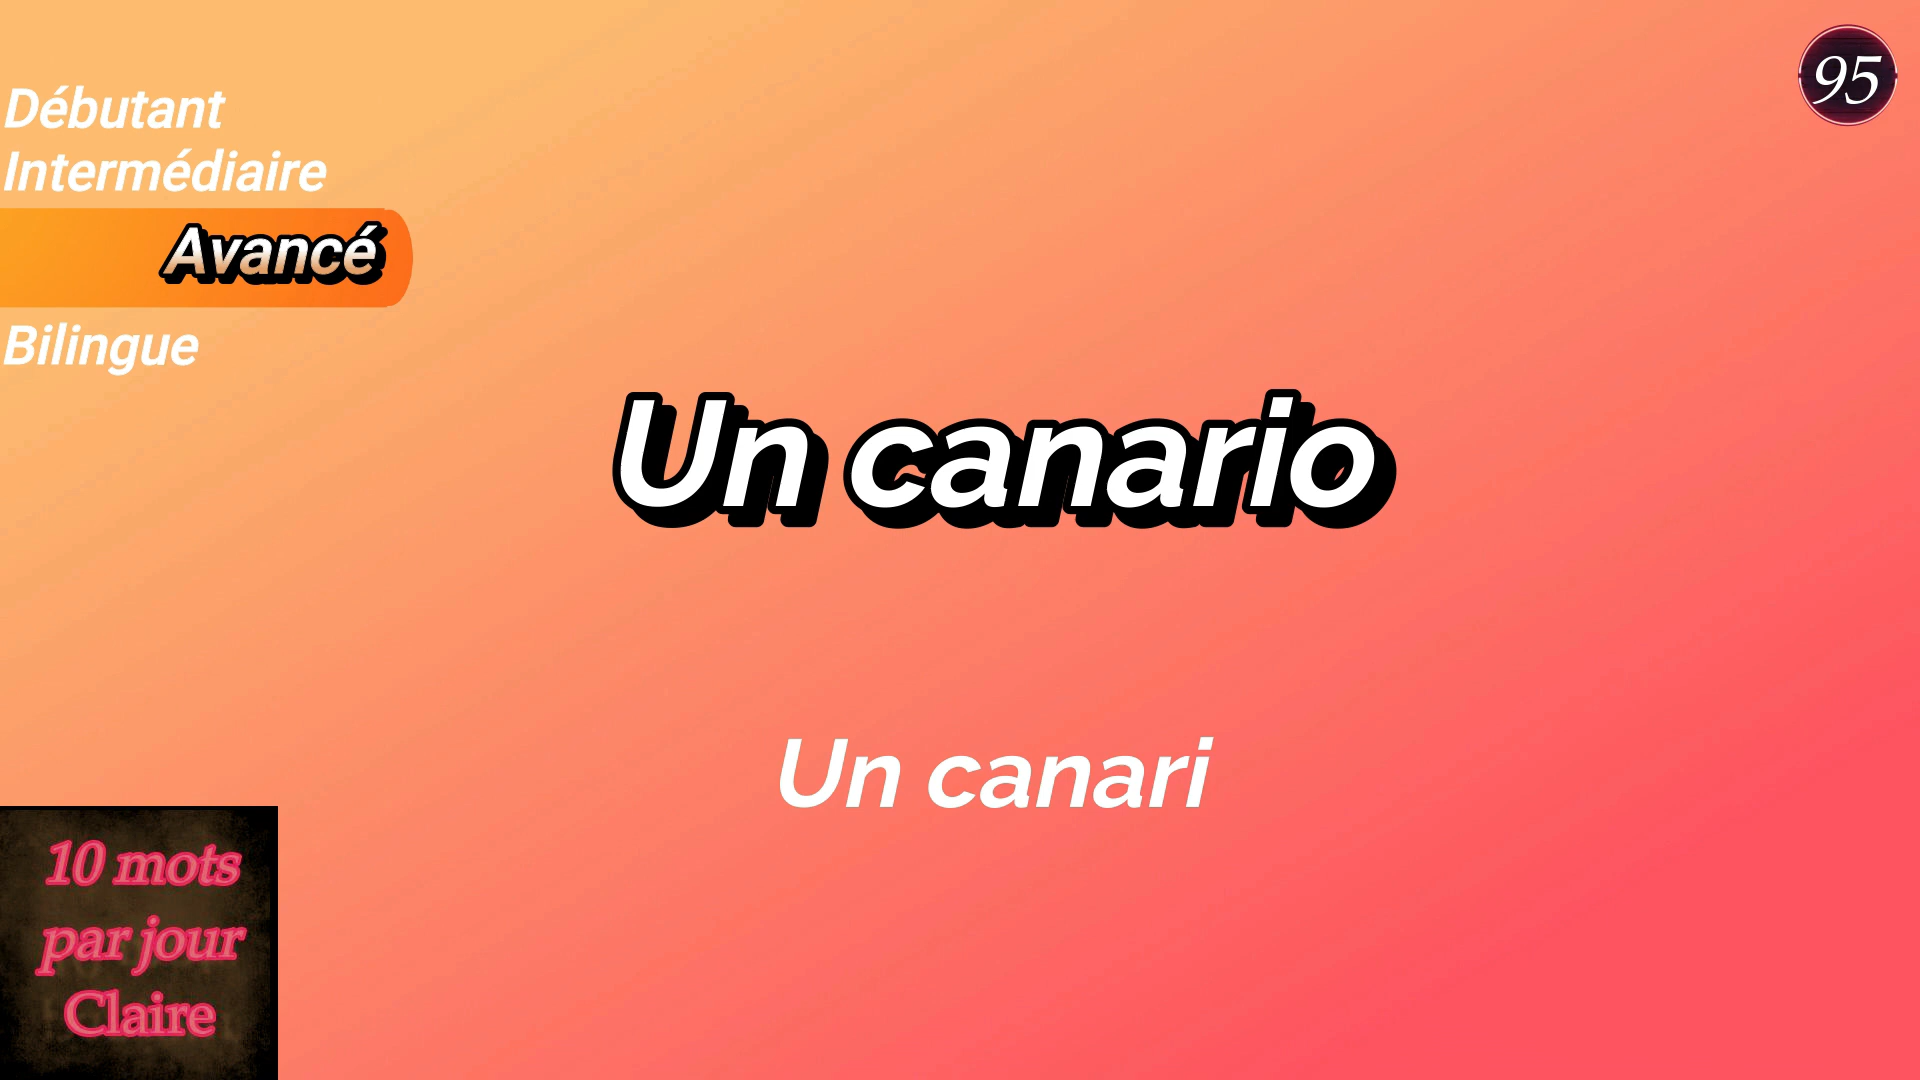 95
Débutant
Intermédiaire
Avancé
Bilingue
Un canario
Un canari
10 mots
par jour
Claire